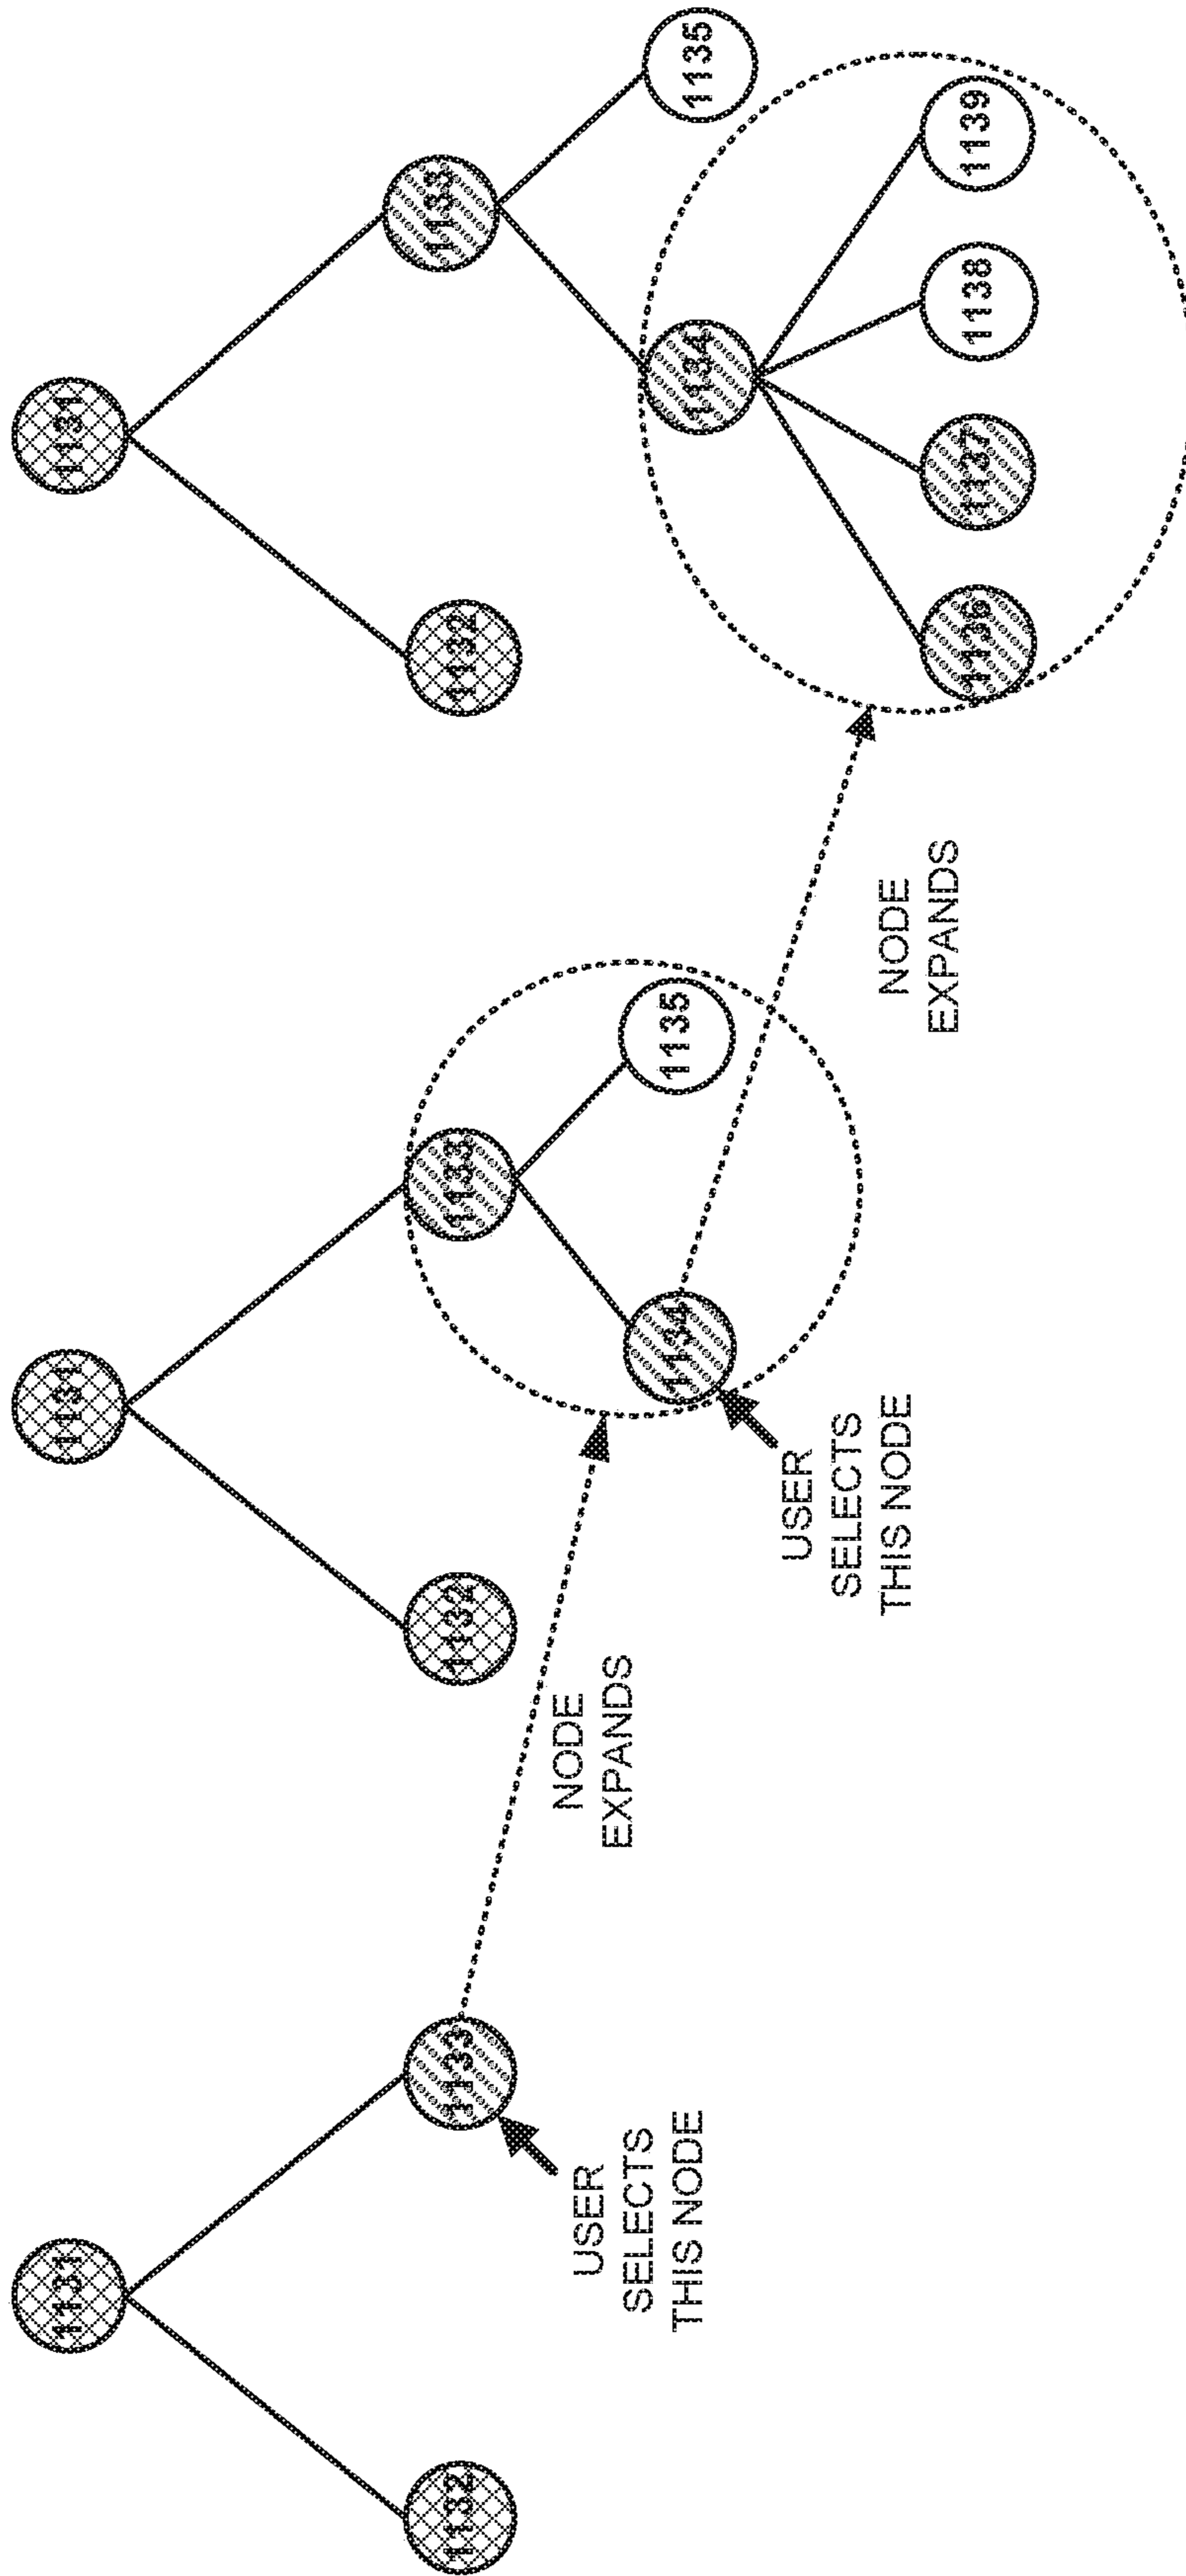 1131
1132
1133
USER
SELECTS
THIS NODE
NODE
EXPANDS
1131
1132
1133
1134
1135
USER
SELECTS
THIS NODE
NODE
EXPANDS
1131
1132
1133
1134
1135
1136
1137
1138
1139